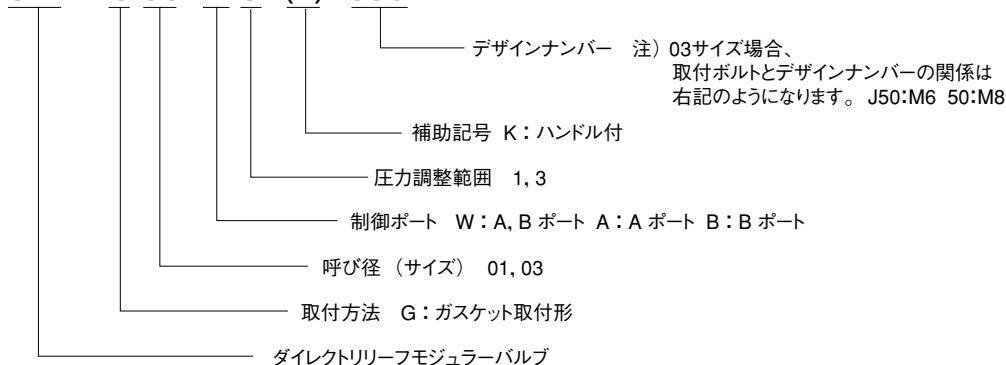 デザインナンバー 注) 03サイズ場合、
取付ボルトとデザインナンバーの関係は
右記のようになります。 J50:M6 50:M8
補助記号 K:ハンドル付
圧力調整範囲 1, 3
制御ポート W:A, B ポート A:A ポート B:B ポート
呼び径 (サイズ) 01, 03
取付方法 G:ガスケット取付形
ダイレクトリリーフモジュラーバルブ